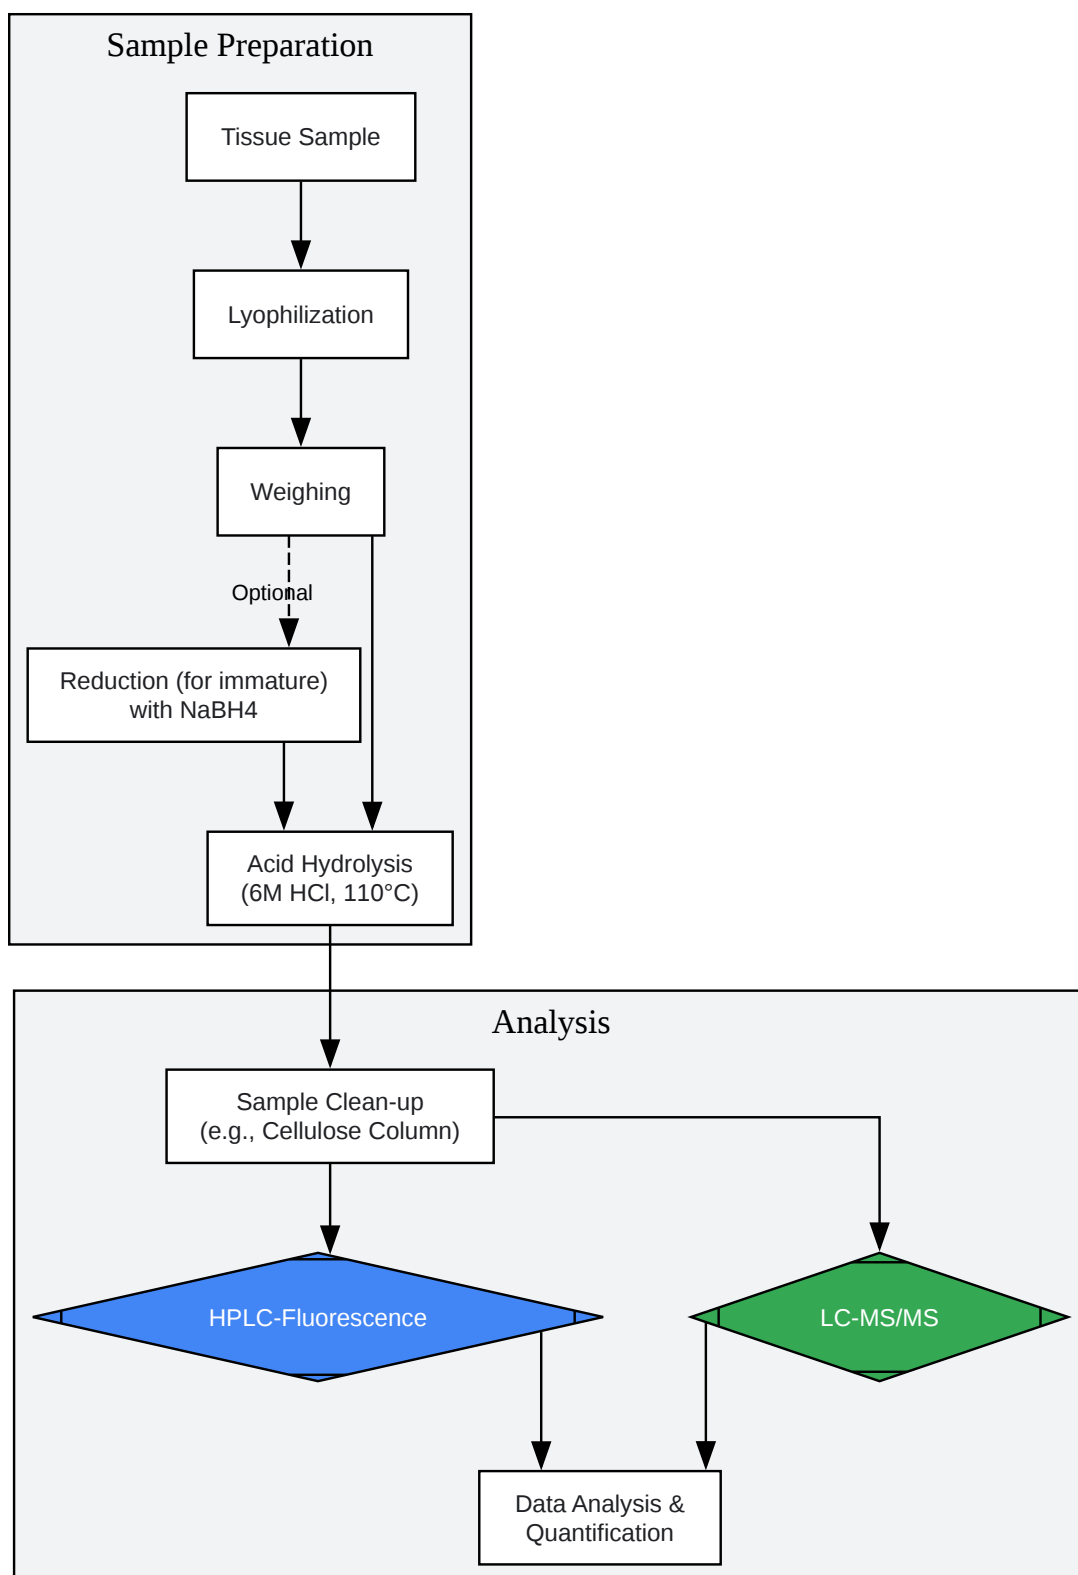 Sample Preparation
Tissue Sample
Lyophilization
Weighing
Optional
Reduction (for immature)
with NaBH4
Acid Hydrolysis
(6M HCl, 110°C)
Analysis
Sample Clean-up
(e.g., Cellulose Column)
HPLC-Fluorescence
LC-MS/MS
Data Analysis &
Quantification